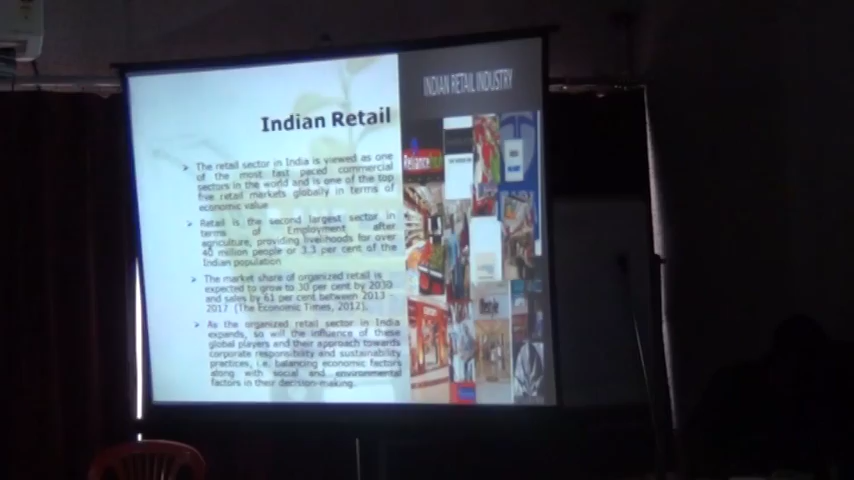 INDIAN RETAIL INDUSTRY
Indian Retail
Reliance
➤ The retail sector in India is viewed as one
of the most fast paced commercial
sectors in the world and is one of the top
five retail markets globally in terms of
economic value
➤ Retail is the second largest sector in
terms of Employment after
agriculture, providing livelihoods for over
40 million people or 3.3 per cent of the
Indian population
➤ The market share of organized retail is
expected to grow to 30 per cent by 2030
and sales by 61 per cent between 2013 -
2017 (The Economic Times, 2012).
➤ As the organized retail sector in India
expands, so will the influence of these
global players and their approach towards
corporate responsibility and sustainability
practices, i.e. balancing economic factors
along with social and environmental
factors in their decision-making.